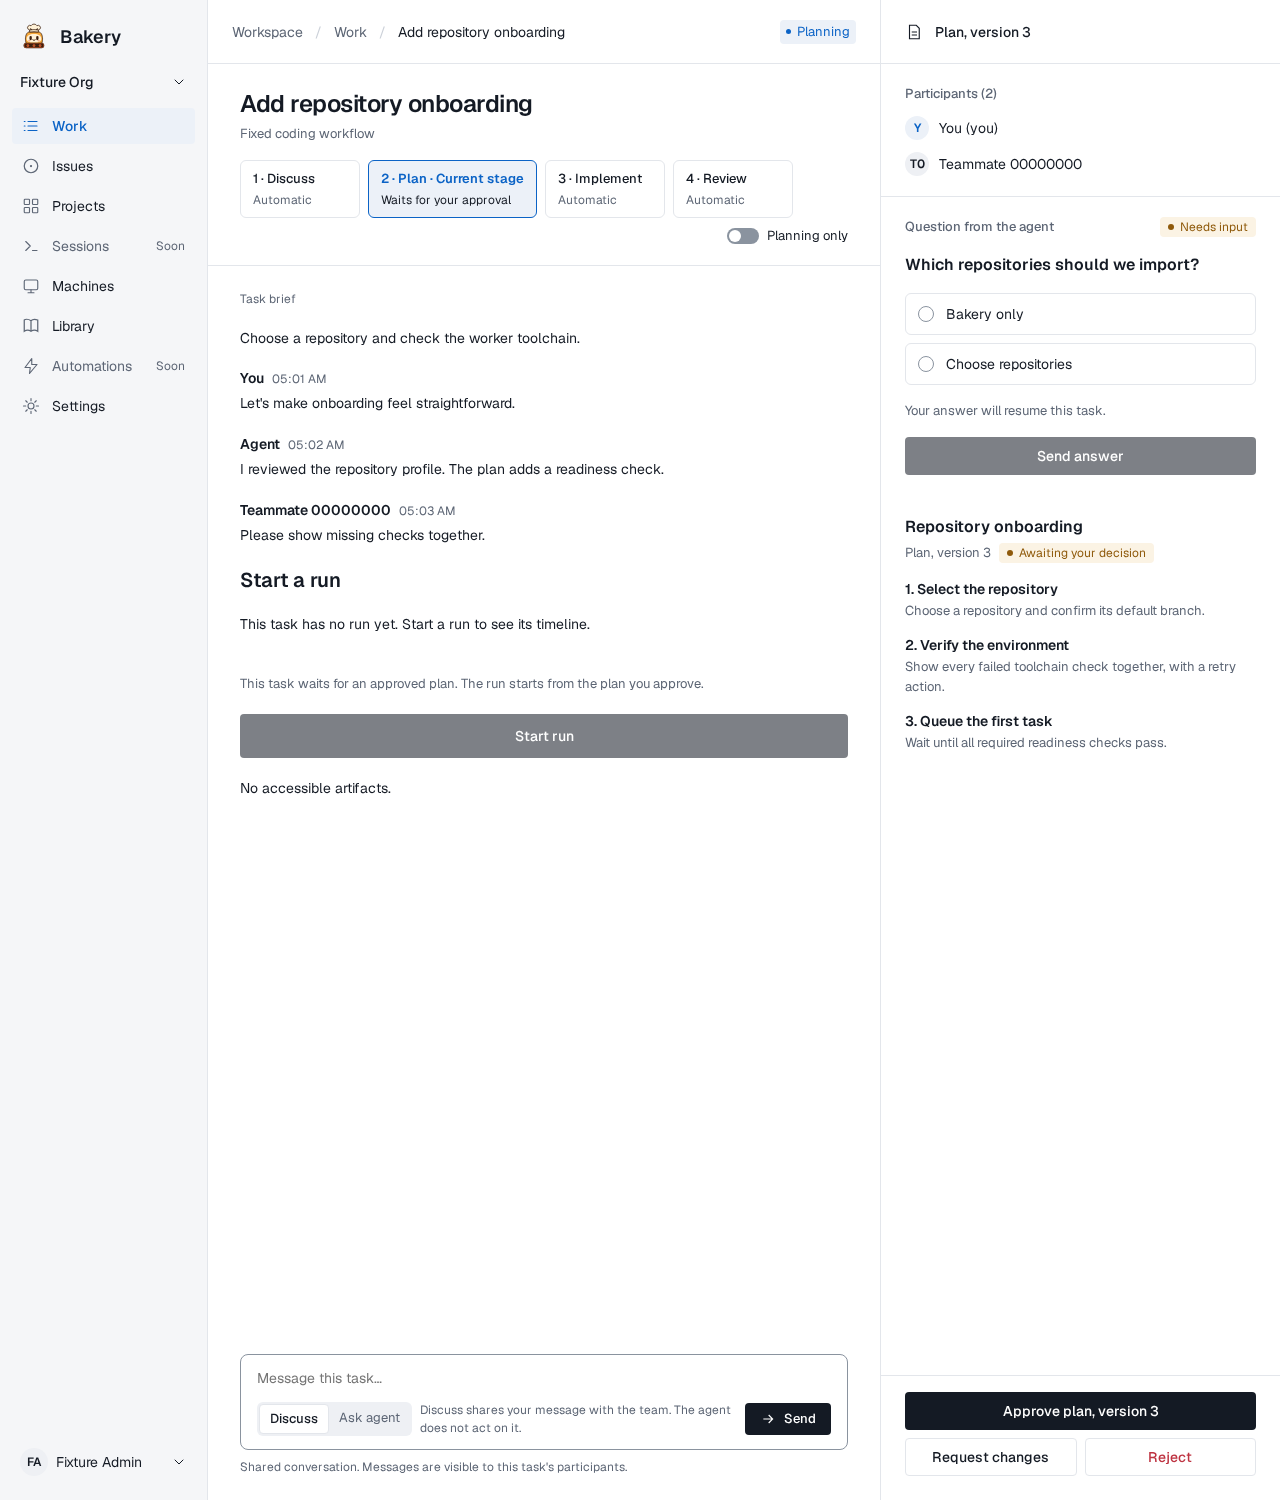 Bakery
Fixture Org
Work
Issues
Projects
Sessions Soon
Machines
Library
Automations Soon
Settings
FA Fixture Admin
Workspace / Work / Add repository onboarding
Planning
Add repository onboarding
Fixed coding workflow
1 · Discuss
Automatic
2 · Plan · Current stage
Waits for your approval
3 · Implement
Automatic
4 · Review
Automatic
Planning only
Task brief
Choose a repository and check the worker toolchain.
You 05:01 AM
Let's make onboarding feel straightforward.
Agent 05:02 AM
I reviewed the repository profile. The plan adds a readiness check.
Teammate 00000000 05:03 AM
Please show missing checks together.
Start a run
This task has no run yet. Start a run to see its timeline.
This task waits for an approved plan. The run starts from the plan you approve.
Start run
No accessible artifacts.
Message this task...
Discuss
Ask agent
Discuss shares your message with the team. The agent
does not act on it.
Send
Shared conversation. Messages are visible to this task's participants.
Plan, version 3
Participants (2)
Y You (you)
T0 Teammate 00000000
Question from the agent
Needs input
Which repositories should we import?
Bakery only
Choose repositories
Your answer will resume this task.
Send answer
Repository onboarding
Plan, version 3
Awaiting your decision
1. Select the repository
Choose a repository and confirm its default branch.
2. Verify the environment
Show every failed toolchain check together, with a retry
action.
3. Queue the first task
Wait until all required readiness checks pass.
Approve plan, version 3
Request changes
Reject